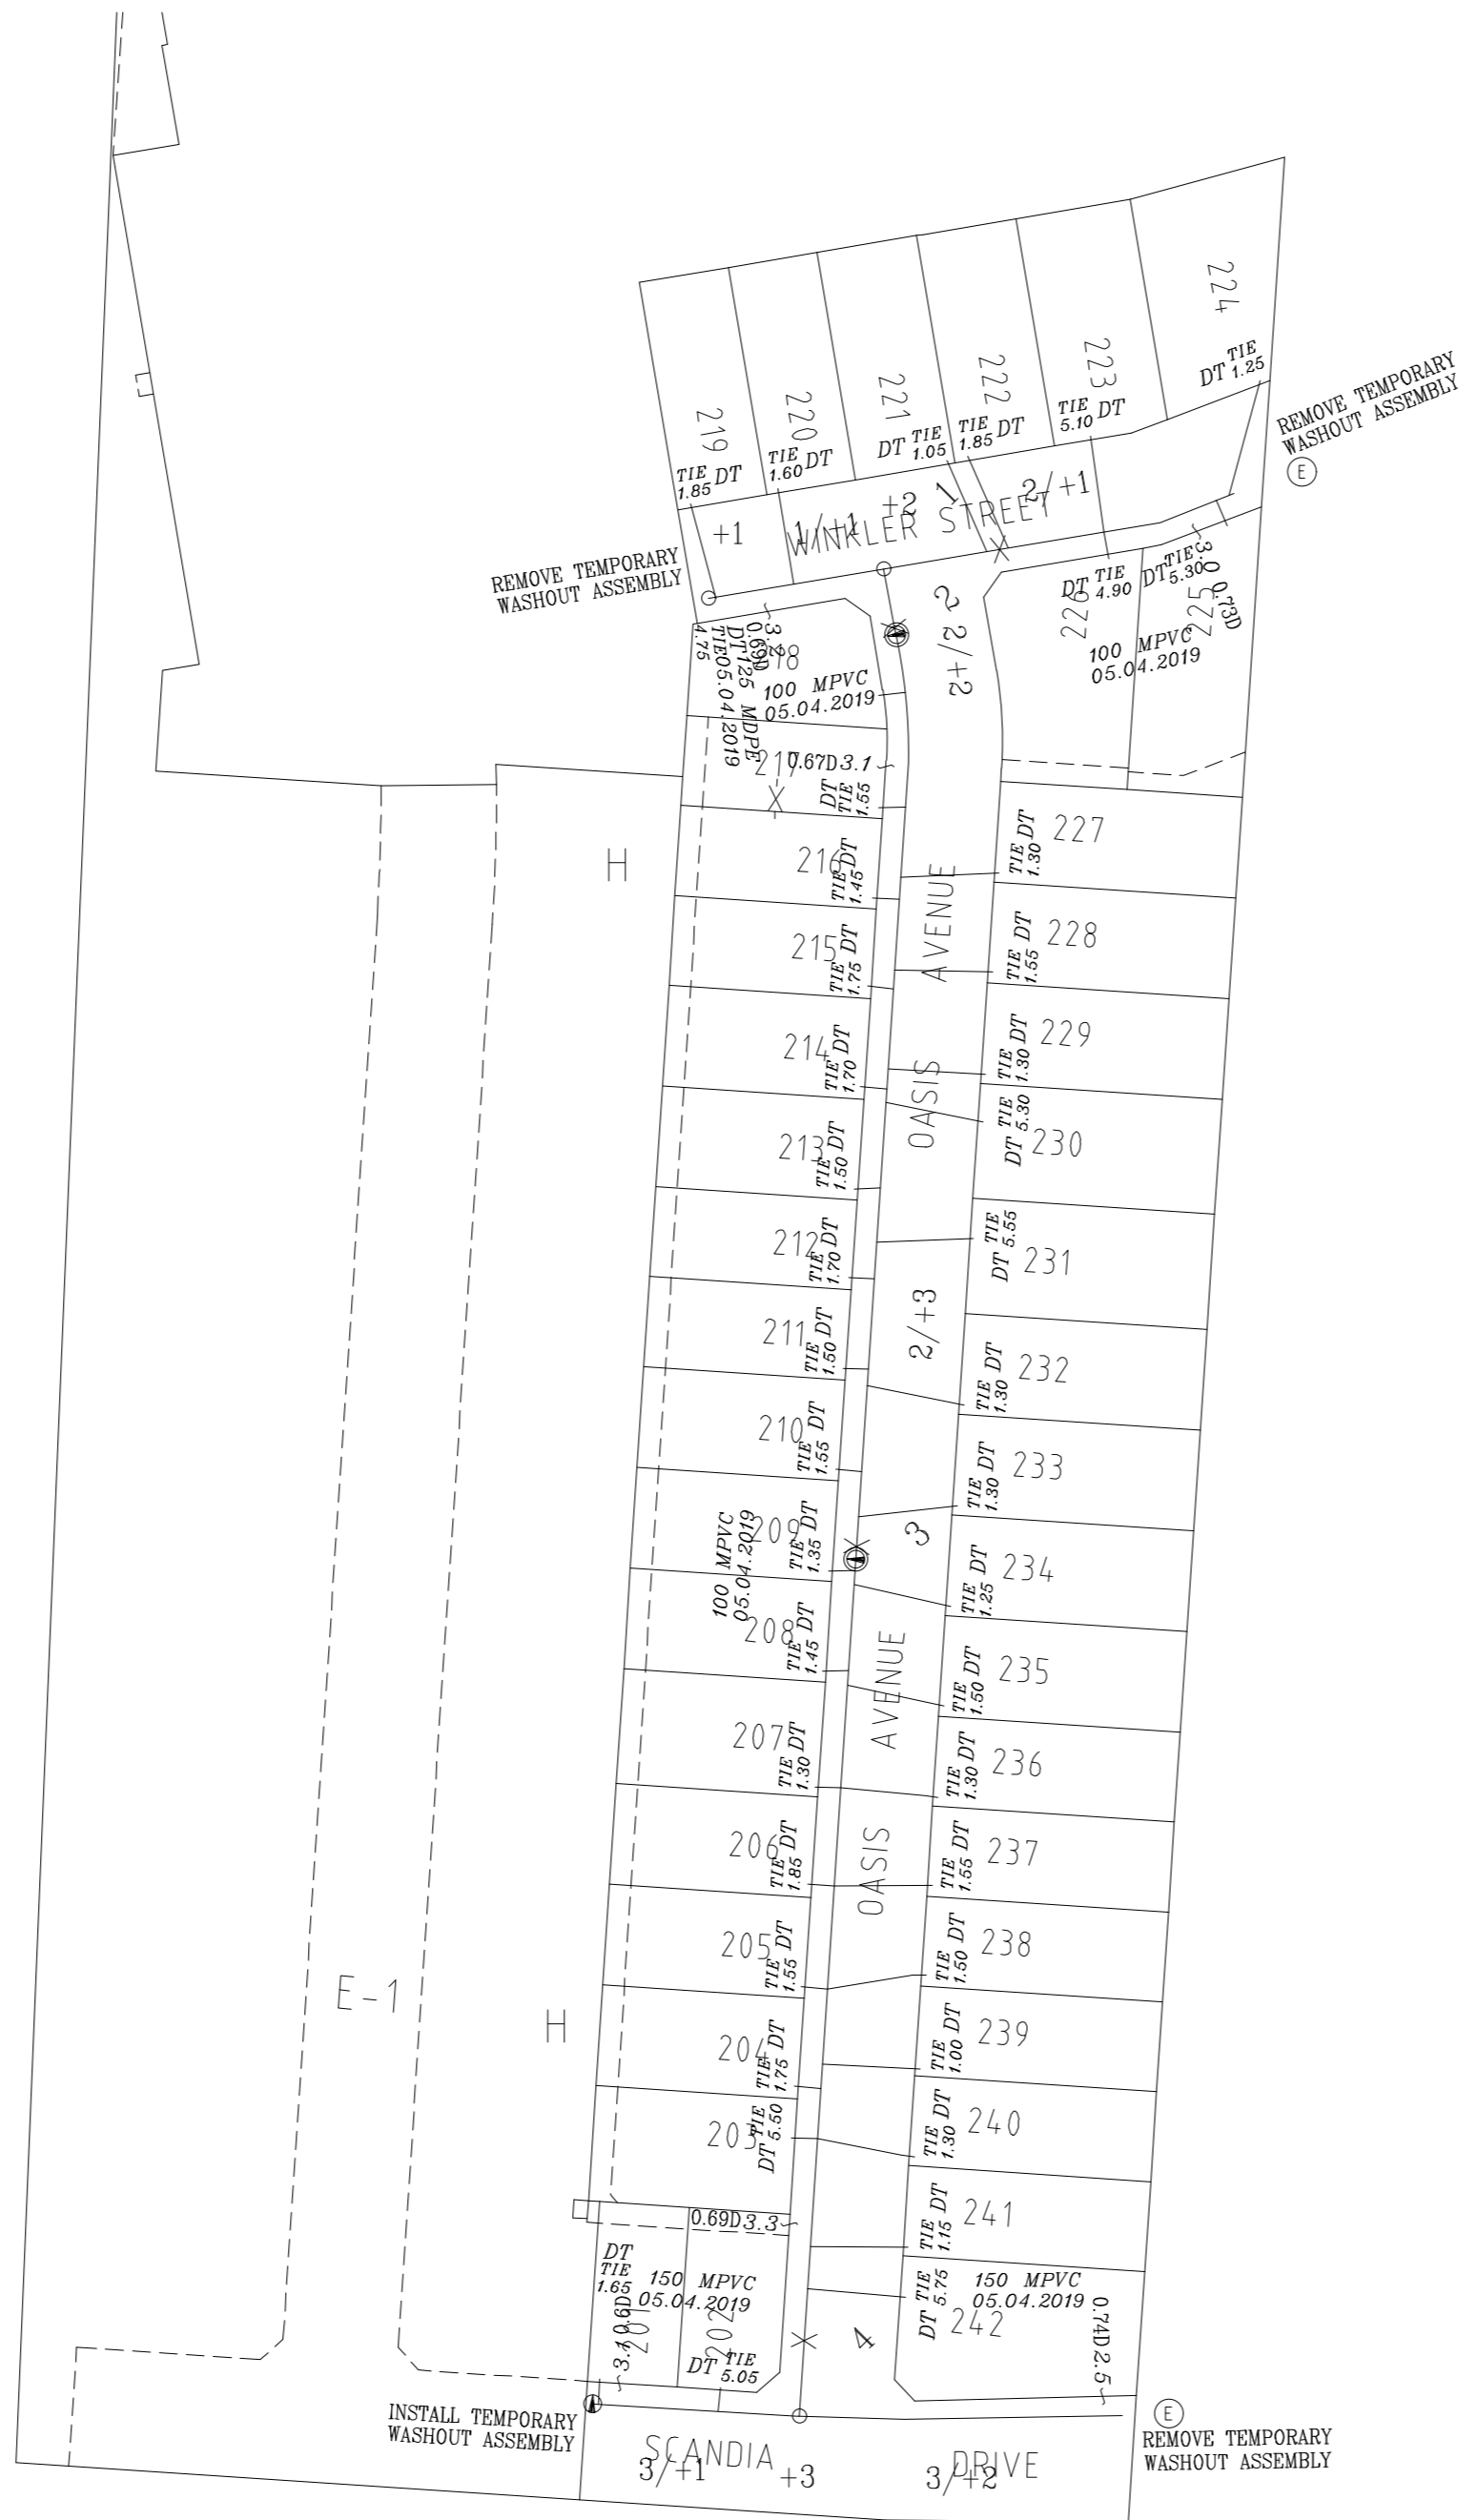 224
TIE
DT 1.25
REMOVE TEMPORARY
WASHOUT ASSEMBLY
E
223
TIE
5.10 DT
222
TIE
1.85 DT
221
DT TIE
1.05
220
TIE
1.60 DT
219
TIE
1.85 DT
+1
1/+1
+2
1
2/+1
WINKLER STREET
REMOVE TEMPORARY
WASHOUT ASSEMBLY
2
2/+2
DT TIE
4.90
DT TIE
5.30
3.0
0.73D
225
226
100 MPVC
05.04.2019
218
3.2
0.69D
DT125 MDPE
TIE05.04.2019
4.75
100 MPVC
05.04.2019
217
0.67D3.1
DT
TIE
1.55
X
H
216
TIE DT
1.45
215
TIE DT
1.75
214
TIE DT
1.70
213
TIE DT
1.50
212
TIE DT
1.70
211
TIE DT
1.50
210
TIE DT
1.55
209
TIE DT
1.35
100 MPVC
05.04.2019
208
TIE DT
1.45
207
TIE DT
1.30
206
TIE DT
1.85
205
TIE DT
1.55
204
TIE DT
1.75
203
DT TIE
5.50
OASIS AVENUE
2/+3
3
OASIS AVENUE
4
227
TIE DT
1.30
228
TIE DT
1.55
229
TIE DT
1.30
230
DT TIE
5.30
231
DT TIE
5.55
232
TIE DT
1.30
233
TIE DT
1.30
234
TIE DT
1.25
235
TIE DT
1.50
236
TIE DT
1.30
237
TIE DT
1.55
238
TIE DT
1.50
239
TIE DT
1.00
240
TIE DT
1.30
241
TIE DT
1.15
242
DT TIE
5.75
150 MPVC
05.04.2019
0.74D2.5
E-1
H
0.69D3.3
DT
TIE
1.65
150 MPVC
05.04.2019
201
202
DT TIE
5.05
INSTALL TEMPORARY
WASHOUT ASSEMBLY
SCANDIA DRIVE
3/+1
+3
3/+2
E
REMOVE TEMPORARY
WASHOUT ASSEMBLY